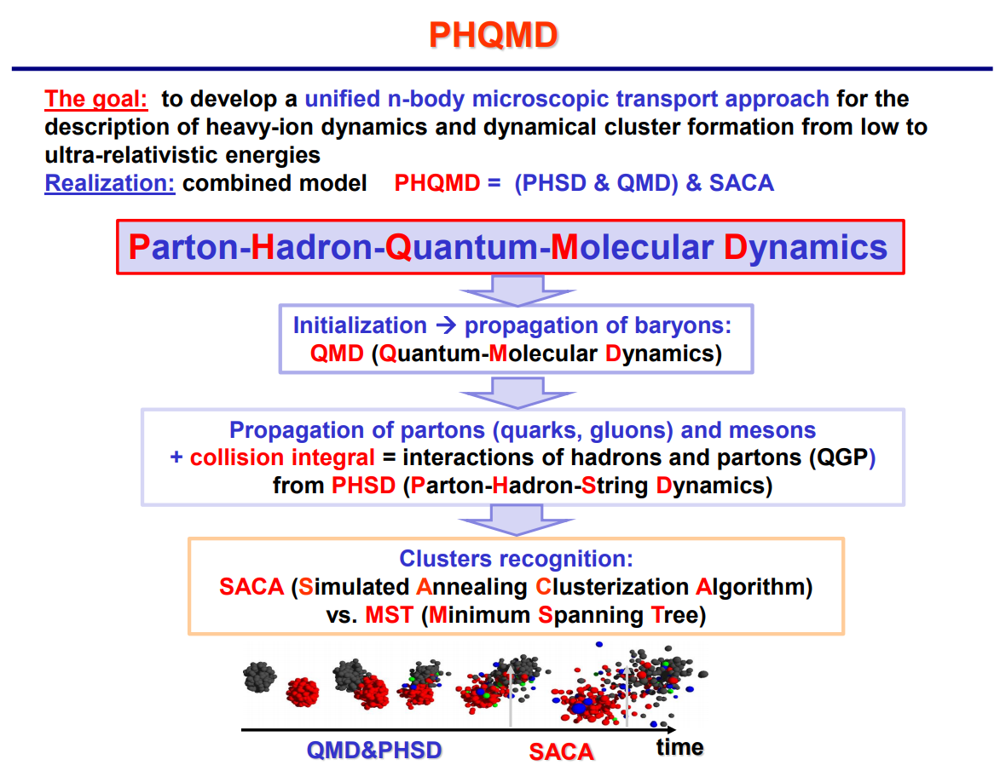 PHQMD
The goal: to develop a unified n-body microscopic transport approach for the
description of heavy-ion dynamics and dynamical cluster formation from low to
ultra-relativistic energies
Realization: combined model PHQMD = (PHSD & QMD) & SACA
Parton-Hadron-Quantum-Molecular Dynamics
Initialization → propagation of baryons:
QMD (Quantum-Molecular Dynamics)
Propagation of partons (quarks, gluons) and mesons
+ collision integral = interactions of hadrons and partons (QGP)
from PHSD (Parton-Hadron-String Dynamics)
Clusters recognition:
SACA (Simulated Annealing Clusterization Algorithm)
vs. MST (Minimum Spanning Tree)
QMD&PHSD SACA time